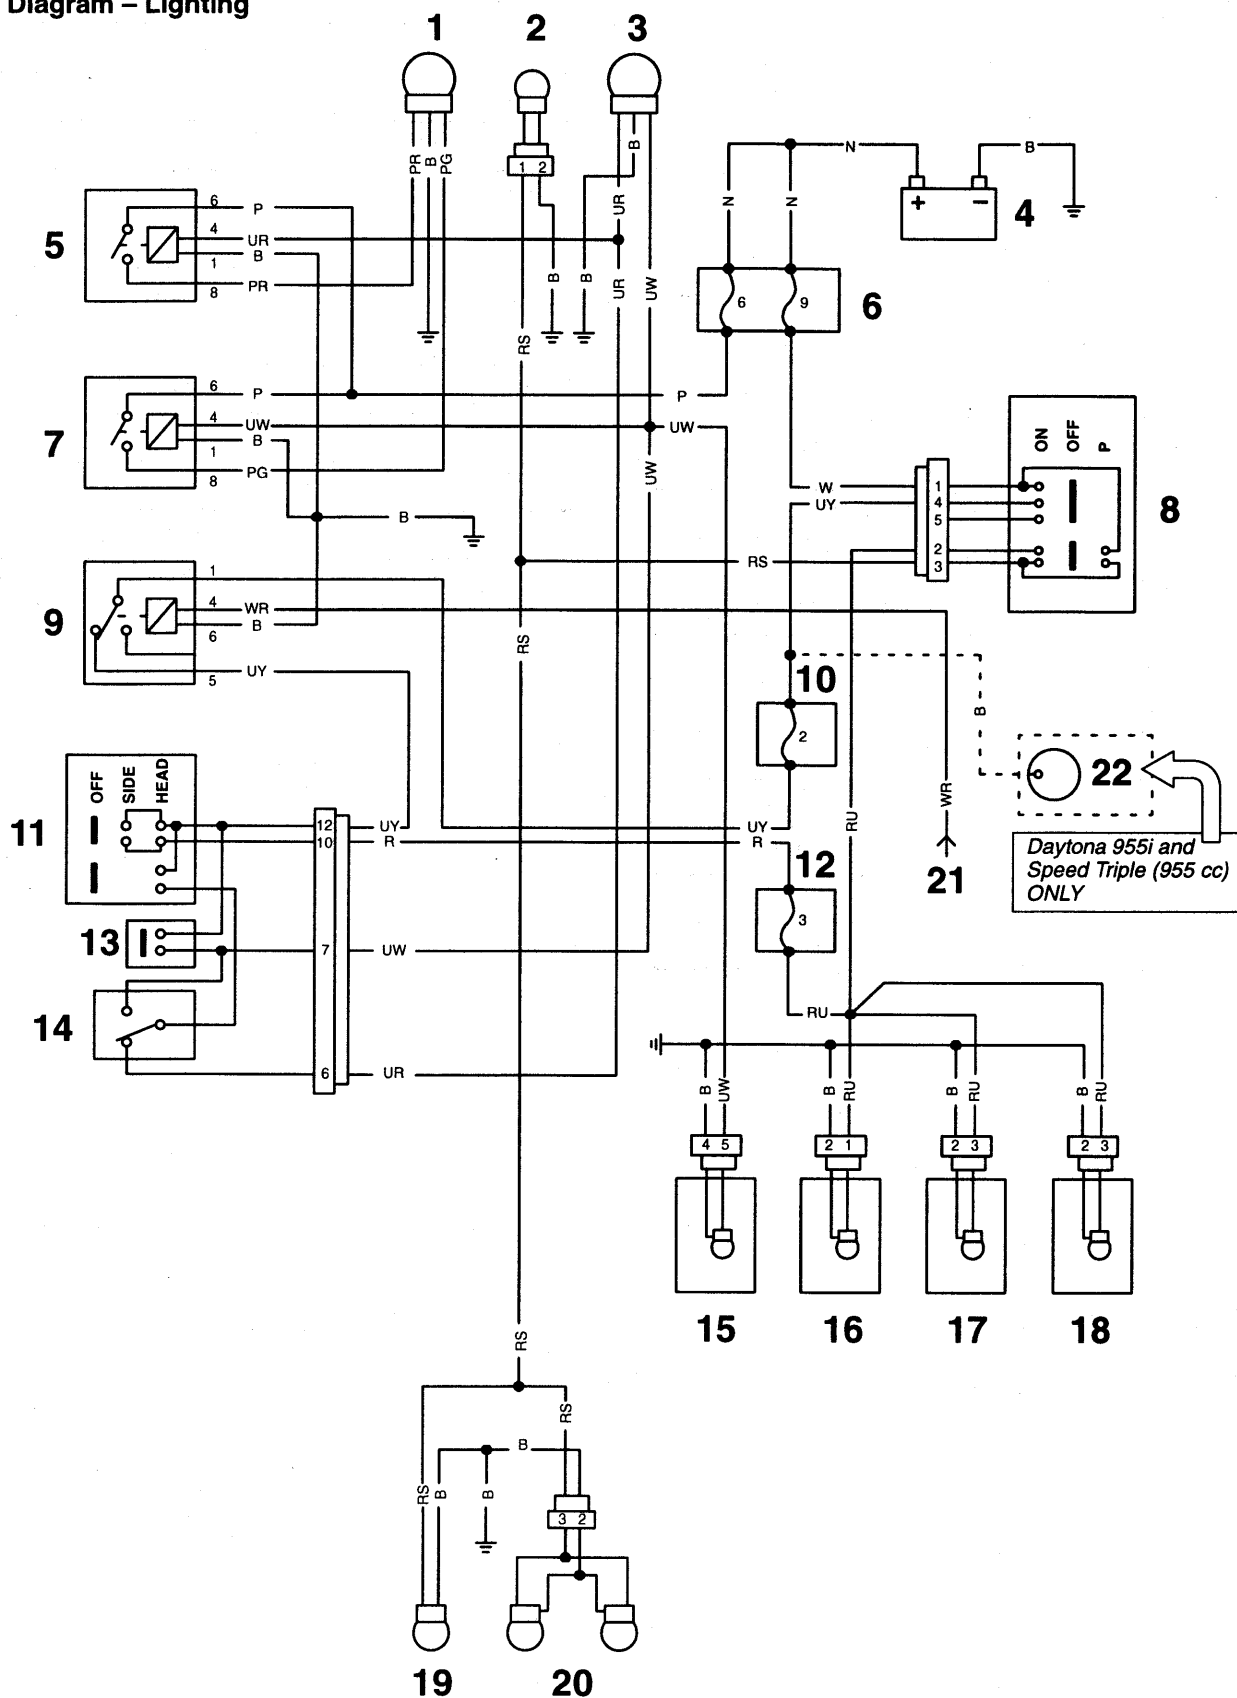 Diagram – Lighting
1 2 3
PR B PG
1 2
B
UR
N N
N
B
+ −
4
5
6 P
4 UR
B
1
8 PR
RS
B B
UR
UW
6 9
6
7
6 P
4 UW
B
1
8 PG
P
UW
UW
B
ON OFF P
W 1
UY 4
5
2
RS 3
8
9
1
4 WR
B
6
UY
5
RS
10
2
B
22
Daytona 955i and
Speed Triple (955 cc)
ONLY
11
OFF SIDE HEAD
12 UY
10 R
UY
R
RU
WR
21
12
3
13
7 UW
14
6 UR
RU
B UW B RU B RU B RU
4 5 2 1 2 3 2 3
15 16 17 18
RS
RS
B
RS B B
3 2
19 20